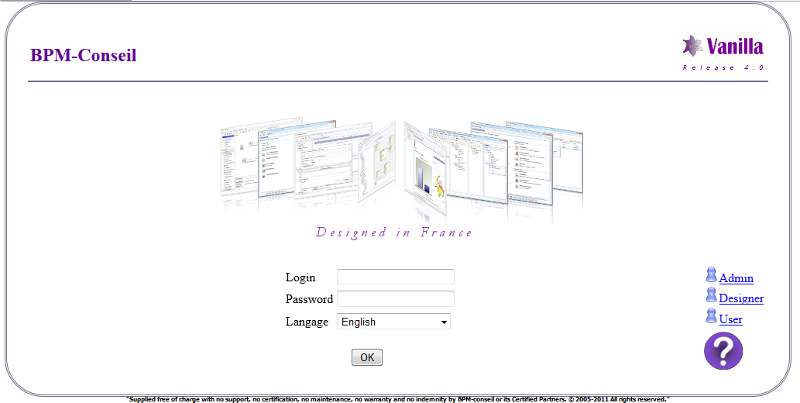 BPM-Conseil
Vanilla
Release 4.0
Designed in France
Login
Password
Langage English
OK
Admin
Designer
User
?
"Supplied free of charge with no support, no certification, no maintenance, no warranty and no indemnity by BPM-conseil or its Certified Partners. © 2005-2011 All rights reserved."